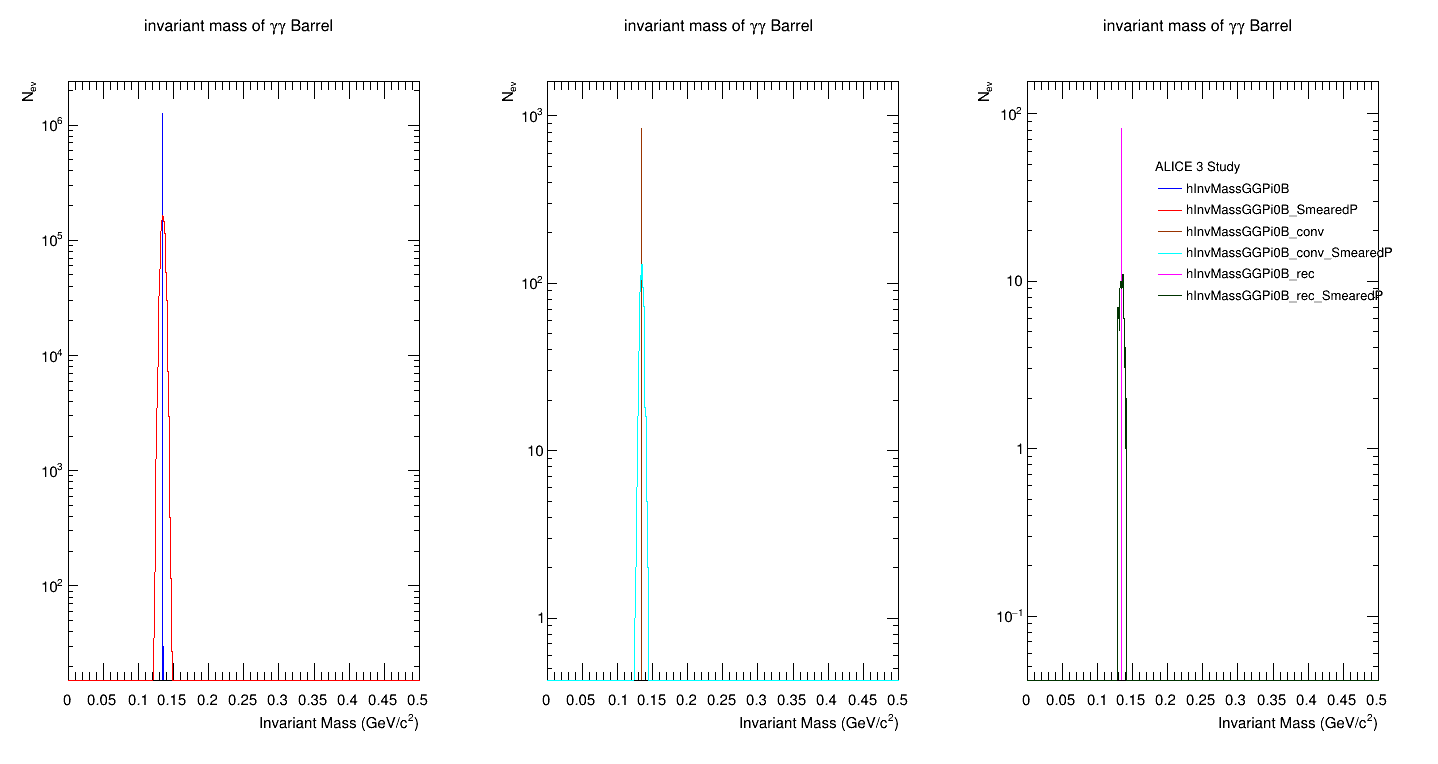 invariant mass of γγ Barrel
N_ev
10^6
10^5
10^4
10^3
10^2
0 0.05 0.1 0.15 0.2 0.25 0.3 0.35 0.4 0.45 0.5
Invariant Mass (GeV/c^2)
invariant mass of γγ Barrel
N_ev
10^3
10^2
10
1
0 0.05 0.1 0.15 0.2 0.25 0.3 0.35 0.4 0.45 0.5
Invariant Mass (GeV/c^2)
invariant mass of γγ Barrel
N_ev
10^2
10
1
10^−1
ALICE 3 Study
hInvMassGGPi0B
hInvMassGGPi0B_SmearedP
hInvMassGGPi0B_conv
hInvMassGGPi0B_conv_SmearedP
hInvMassGGPi0B_rec
hInvMassGGPi0B_rec_SmearedP
0 0.05 0.1 0.15 0.2 0.25 0.3 0.35 0.4 0.45 0.5
Invariant Mass (GeV/c^2)